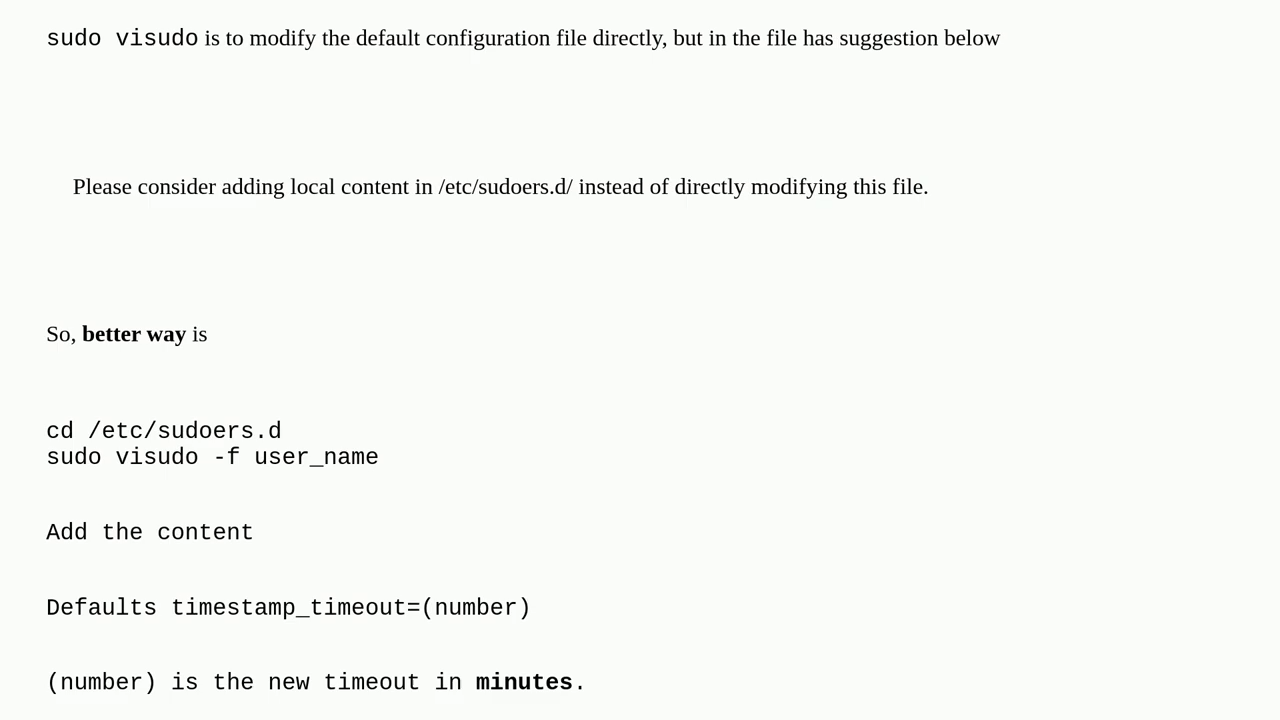 sudo visudo is to modify the default configuration file directly, but in the file has suggestion below
Please consider adding local content in /etc/sudoers.d/ instead of directly modifying this file.
So, better way is
cd /etc/sudoers.d
sudo visudo -f user_name
Add the content
Defaults timestamp_timeout=(number)
(number) is the new timeout in minutes.